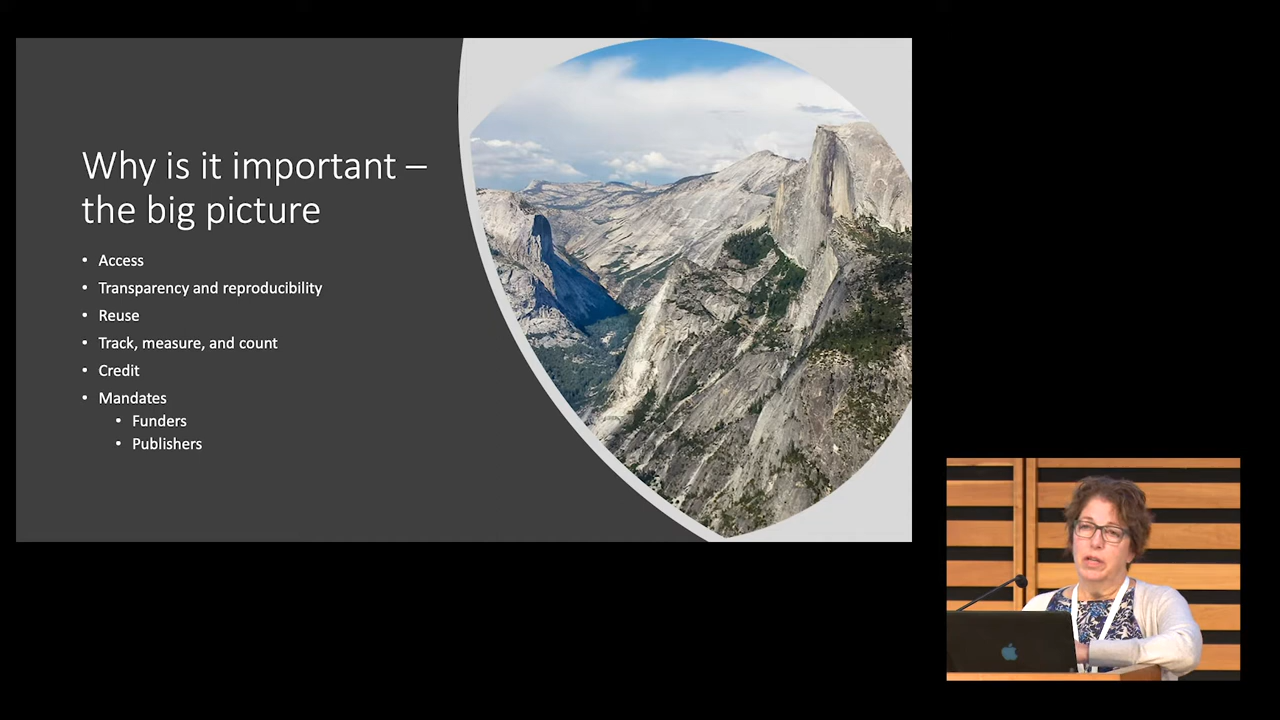 Why is it important –
the big picture
• Access
• Transparency and reproducibility
• Reuse
• Track, measure, and count
• Credit
• Mandates
• Funders
• Publishers